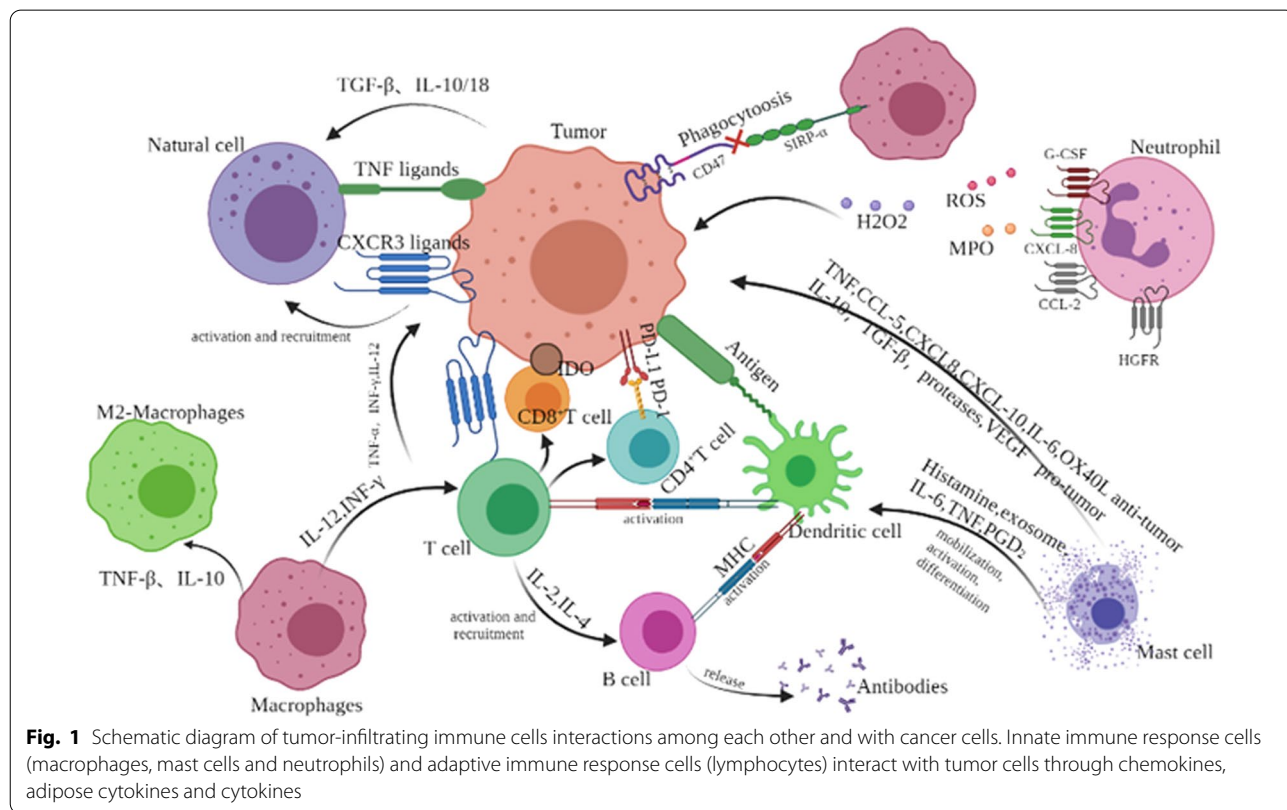 TGF-β、IL-10/18
Natural cell
TNF ligands
CXCR3 ligands
activation and recruitment
Tumor
Phagocytoosis
CD47
SIRP-α
G-CSF
Neutrophil
ROS
H2O2
MPO
CXCL-8
CCL-2
HGFR
TNF,CCL-5,CXCL8,CXCL-10,IL-6,OX40L anti-tumor
IL-10， TGF-β， proteases,VEGF pro-tumor
Antigen
PD-L1 PD-1
IDO
CD8⁺T cell
CD4⁺T cell
TNF-α， INF-γ,IL-12
M2-Macrophages
IL-12,INF-γ
T cell
activation
Dendritic cell
Histamine,exosome,
IL-6,TNF,PGD₂
mobilization,
activation,
differentiation
Mast cell
TNF-β、IL-10
Macrophages
IL-2,IL-4
activation and
recruitment
MHC
activation
B cell
release
Antibodies
Fig. 1 Schematic diagram of tumor-infiltrating immune cells interactions among each other and with cancer cells. Innate immune response cells
(macrophages, mast cells and neutrophils) and adaptive immune response cells (lymphocytes) interact with tumor cells through chemokines,
adipose cytokines and cytokines